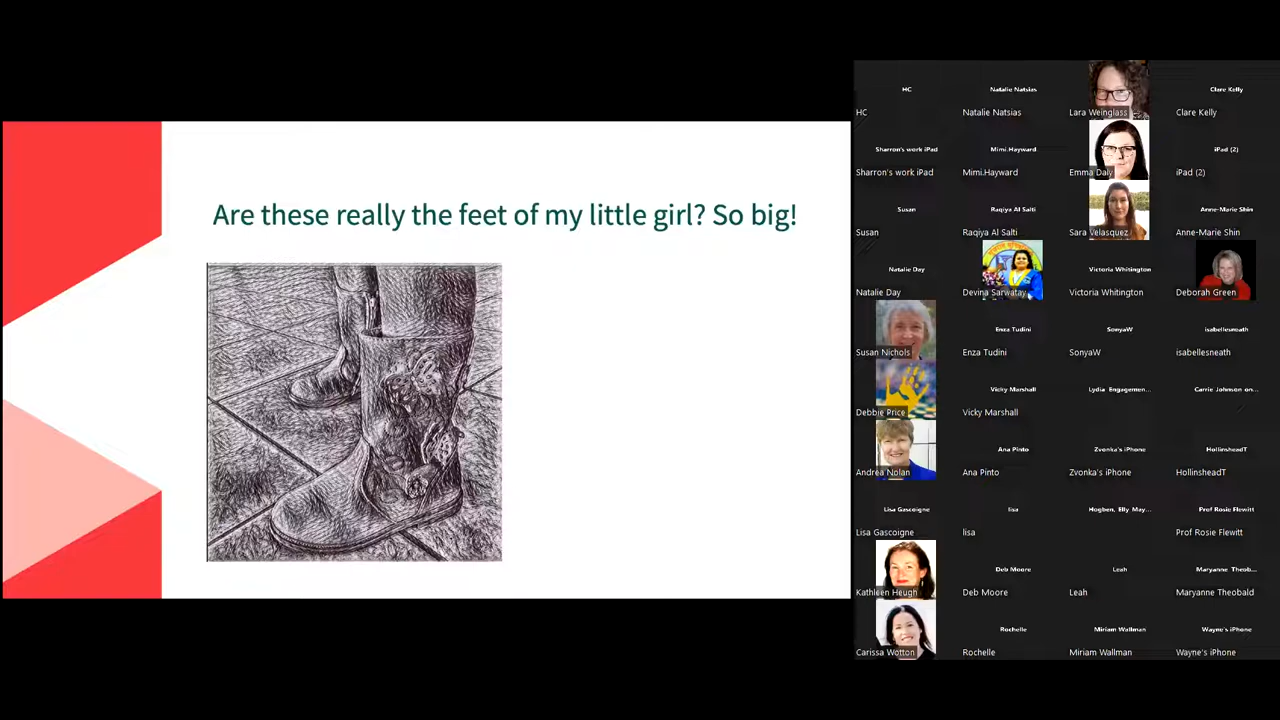 Are these really the feet of my little girl? So big!
HC
Natalie Natsias
Clare Kelly
HC
Natalie Natsias
Lara Weinglass
Clare Kelly
Sharron's work iPad
Mimi.Hayward
iPad (2)
Sharron's work iPad
Mimi.Hayward
Emma Daly
iPad (2)
Susan
Raqiya Al Salti
Anne-Marie Shin
Susan
Raqiya Al Salti
Sara Velasquez
Anne-Marie Shin
Natalie Day
Victoria Whitington
Natalie Day
Devina Sarwatay
Victoria Whitington
Deborah Green
Enza Tudini
SonyaW
isabellesneath
Susan Nichols
Enza Tudini
SonyaW
isabellesneath
Vicky Marshall
Lydia Engagemen...
Carrie Johnson on...
Debbie Price
Vicky Marshall
Ana Pinto
Zvonka's iPhone
HollinsheadT
Andrea Nolan
Ana Pinto
Zvonka's iPhone
HollinsheadT
Lisa Gascoigne
lisa
Hogben, Elly May...
Prof Rosie Flewitt
Lisa Gascoigne
lisa
Prof Rosie Flewitt
Deb Moore
Leah
Maryanne Theob...
Kathleen Heugh
Deb Moore
Leah
Maryanne Theobald
Rochelle
Miriam Wallman
Wayne's iPhone
Carissa Wotton
Rochelle
Miriam Wallman
Wayne's iPhone